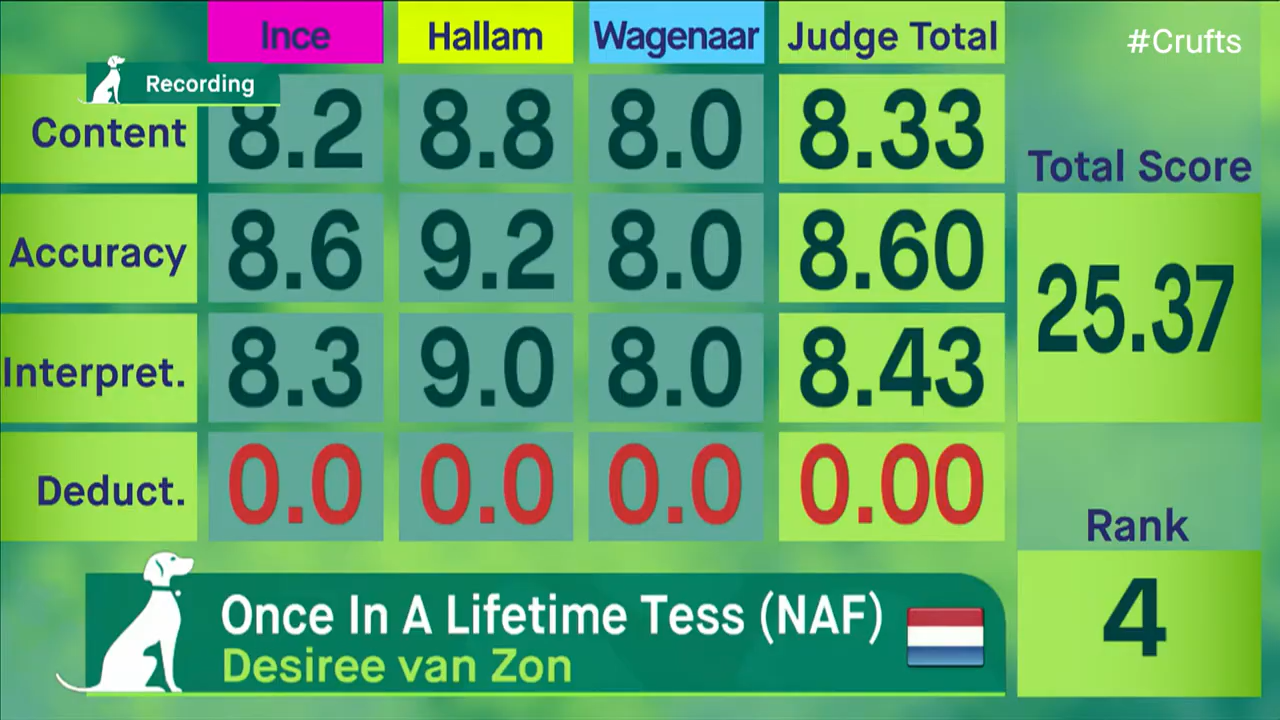 Ince Hallam Wagenaar Judge Total #Crufts
Recording
Content 8.2 8.8 8.0 8.33
Total Score
Accuracy 8.6 9.2 8.0 8.60
25.37
Interpret. 8.3 9.0 8.0 8.43
Deduct. 0.0 0.0 0.0 0.00
Rank
4
Once In A Lifetime Tess (NAF)
Desiree van Zon